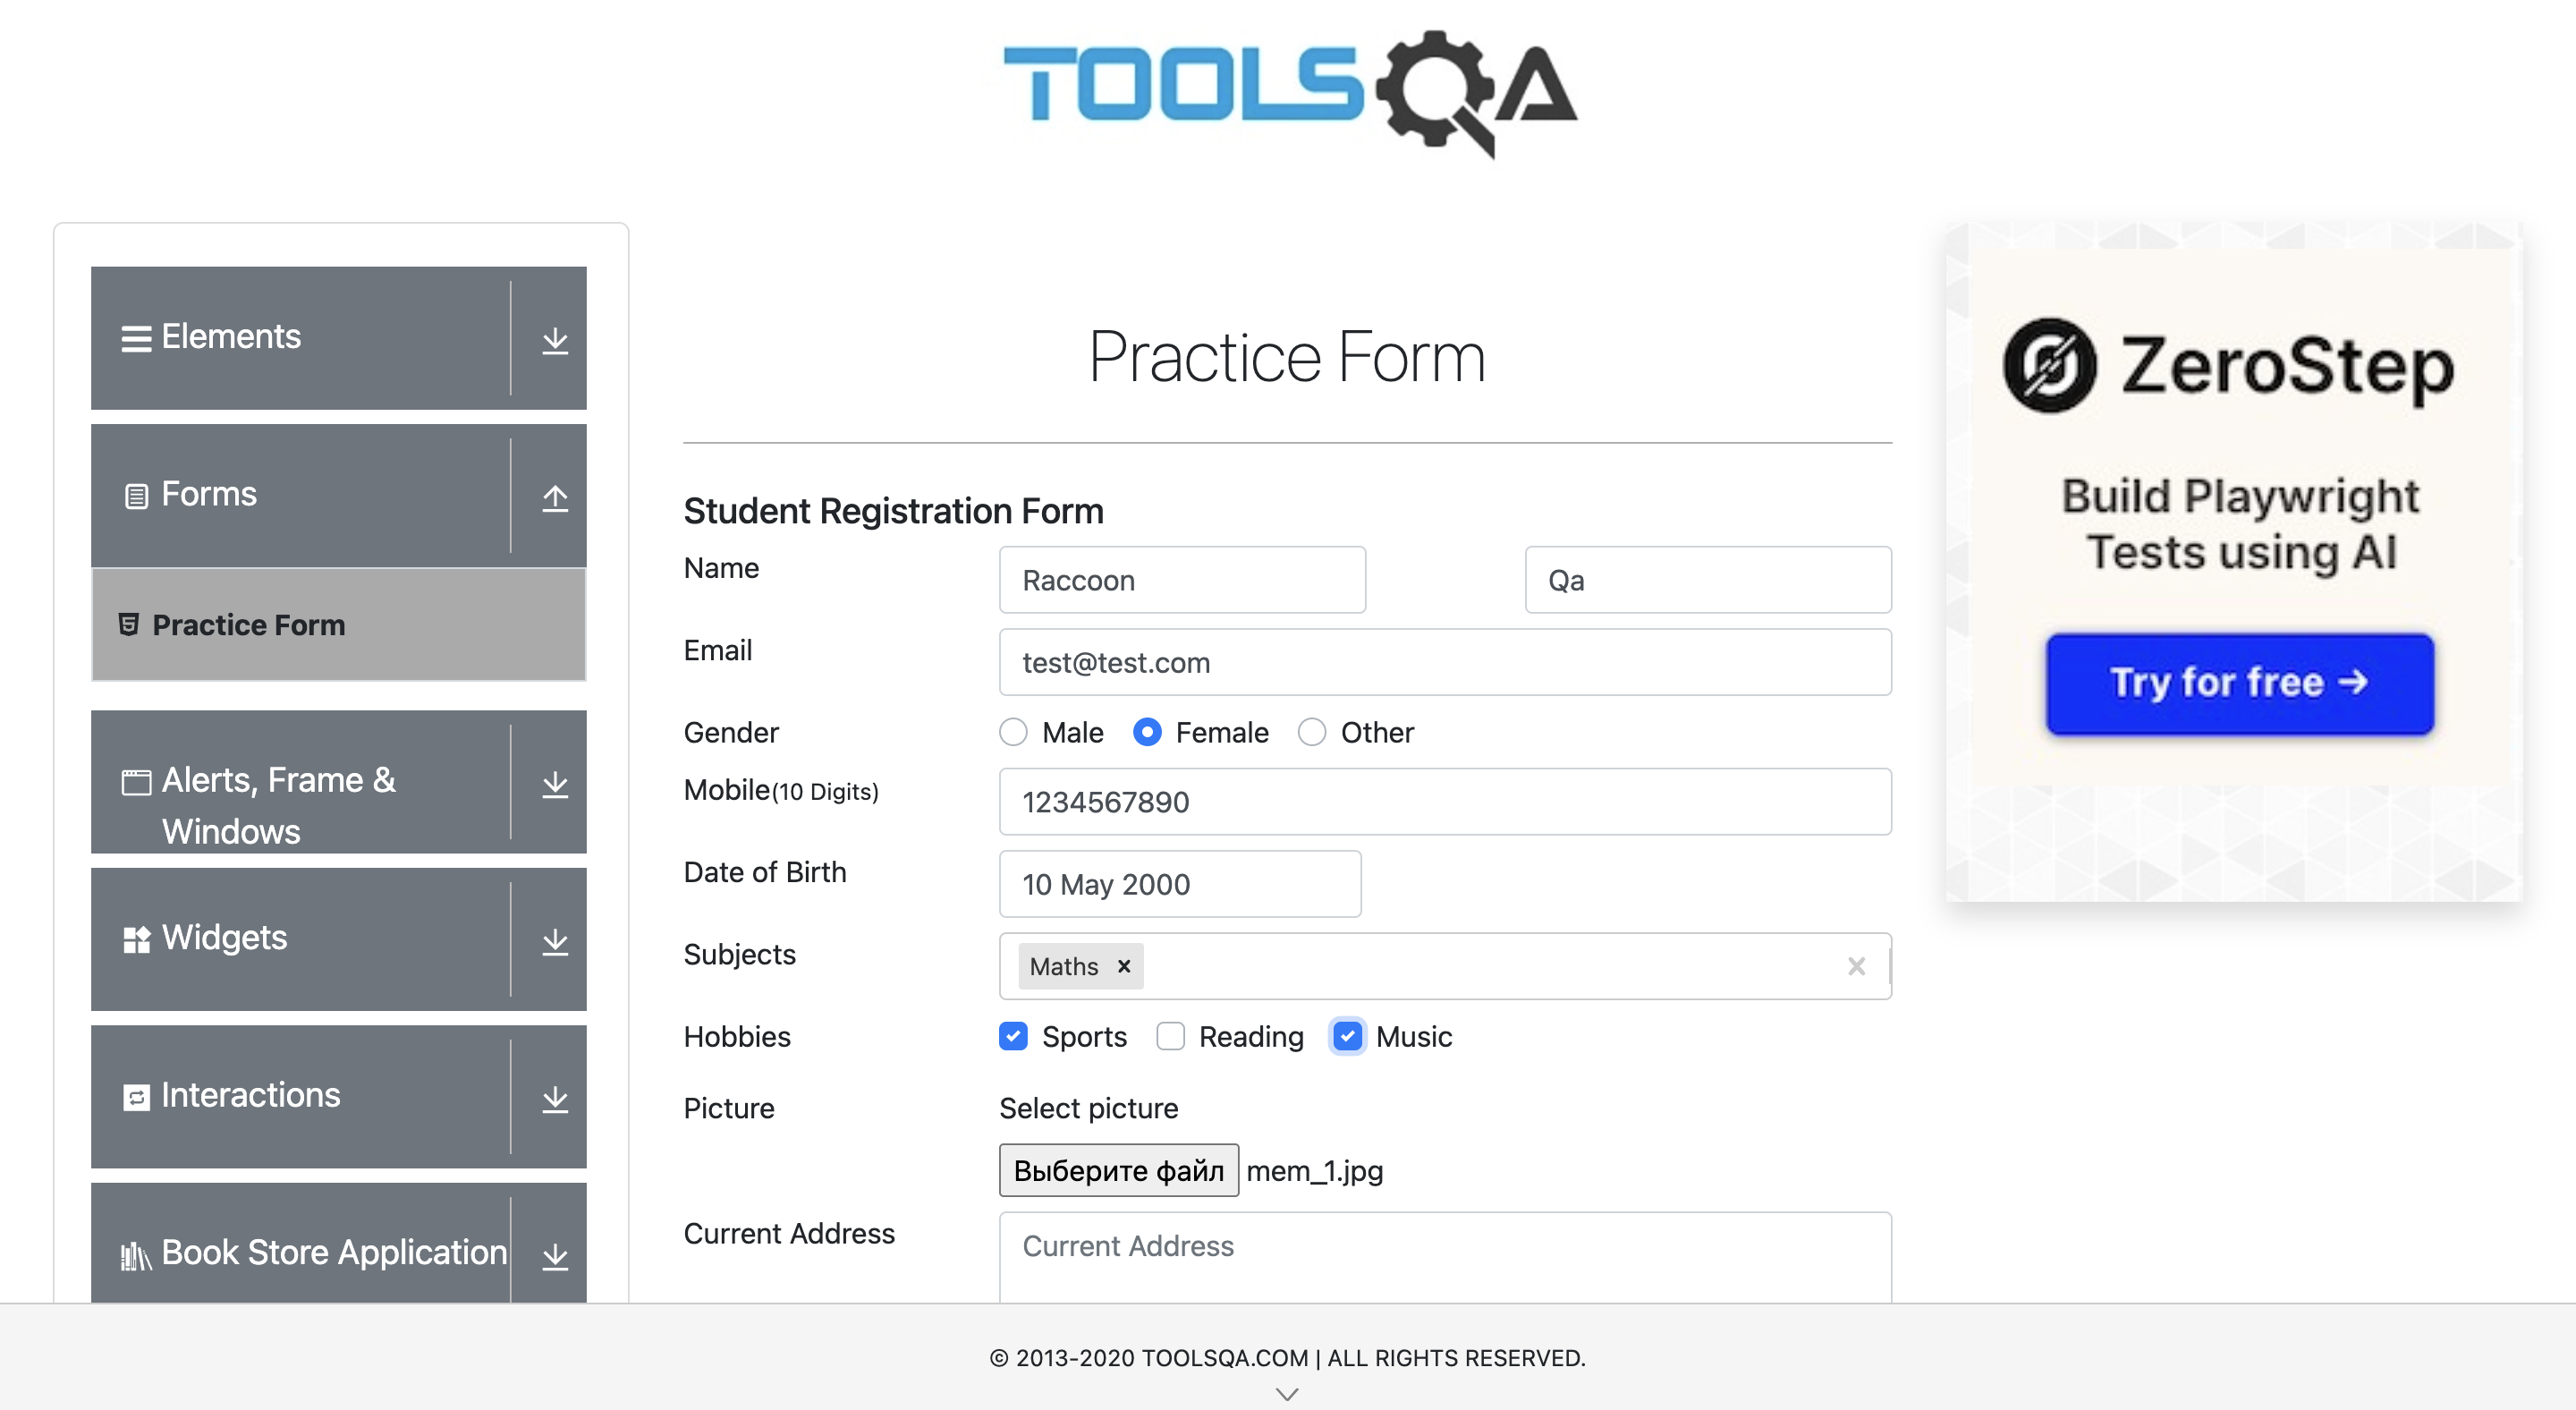 TOOLSQA
Elements
Forms
Practice Form
Alerts, Frame &
Windows
Widgets
Interactions
Book Store Application
Practice Form
Student Registration Form
Name
Raccoon
Qa
Email
test@test.com
Gender
Male
Female
Other
Mobile(10 Digits)
1234567890
Date of Birth
10 May 2000
Subjects
Maths
Hobbies
Sports
Reading
Music
Picture
Select picture
Выберите файл mem_1.jpg
Current Address
Current Address
ZeroStep
Build Playwright
Tests using AI
Try for free →
© 2013-2020 TOOLSQA.COM | ALL RIGHTS RESERVED.